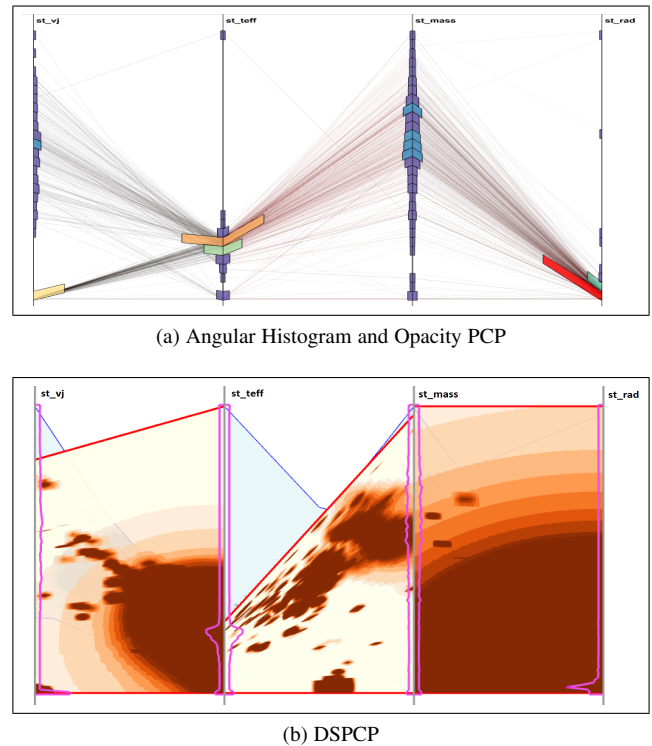 st_vj st_teff st_mass st_rad
(a) Angular Histogram and Opacity PCP
st_vj st_teff st_mass st_rad
(b) DSPCP